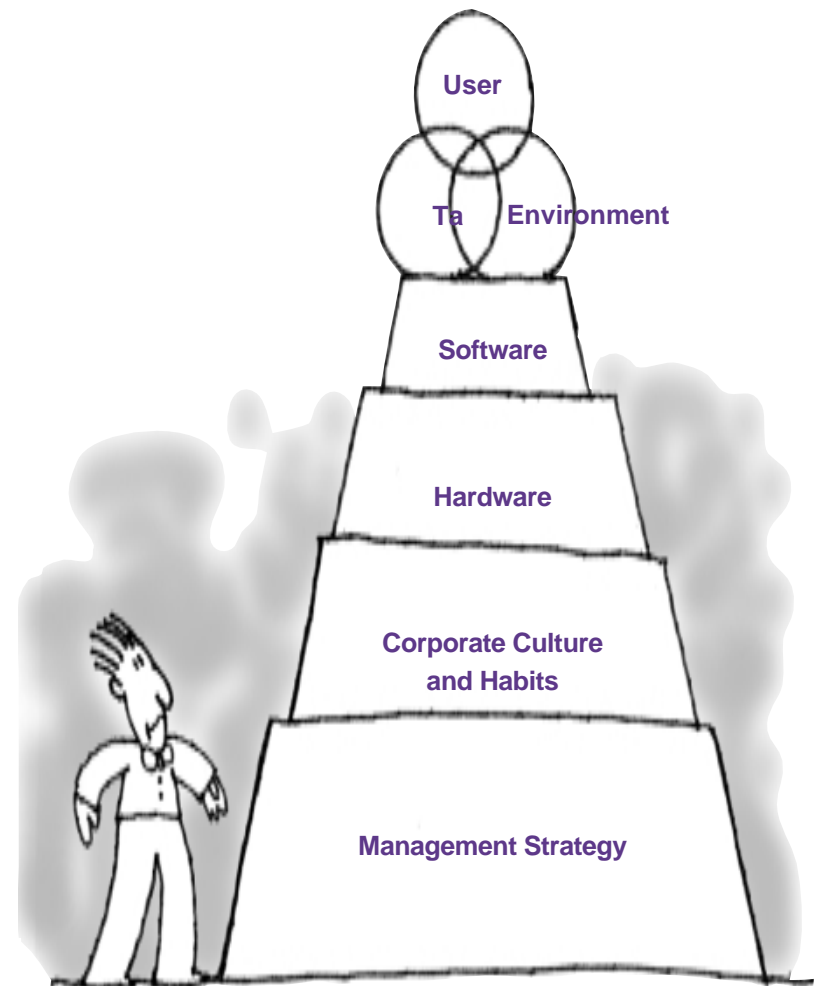 User
Ta
Environment
Software
Hardware
Corporate Culture
and Habits
Management Strategy